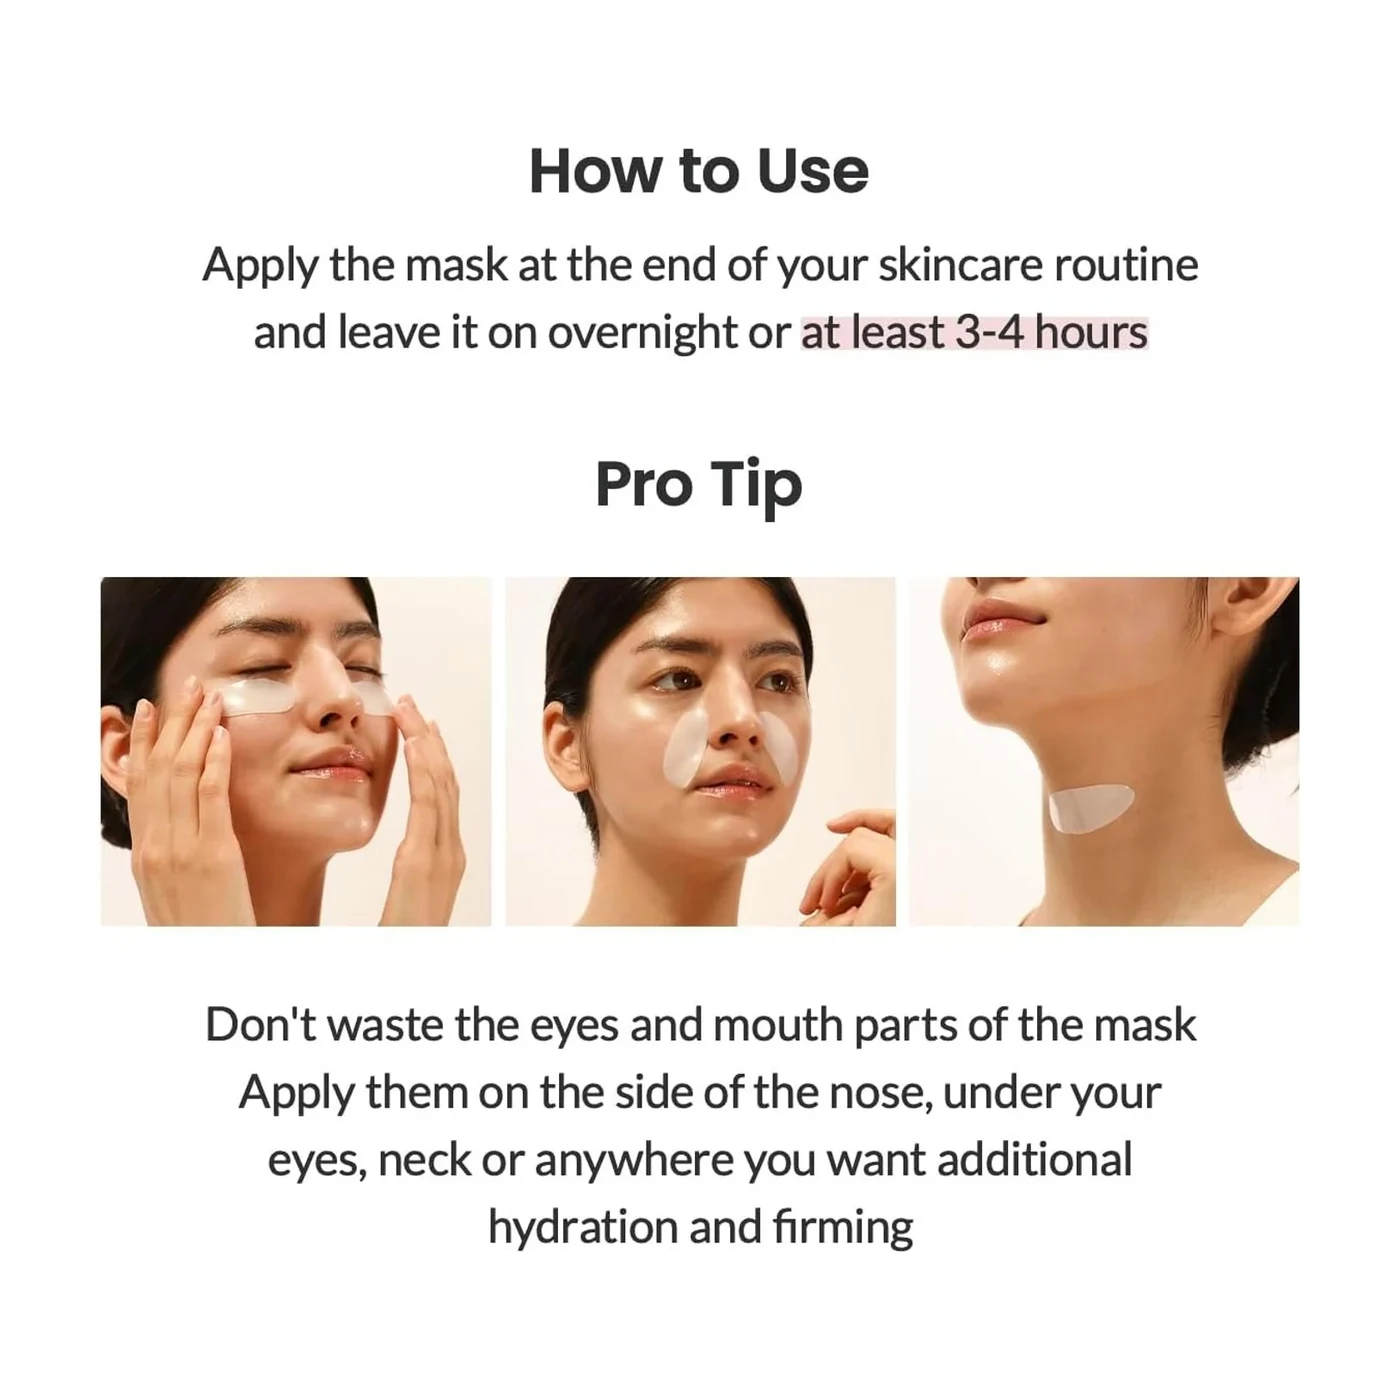 How to Use
Apply the mask at the end of your skincare routine
and leave it on overnight or at least 3-4 hours
Pro Tip
Don't waste the eyes and mouth parts of the mask
Apply them on the side of the nose, under your
eyes, neck or anywhere you want additional
hydration and firming